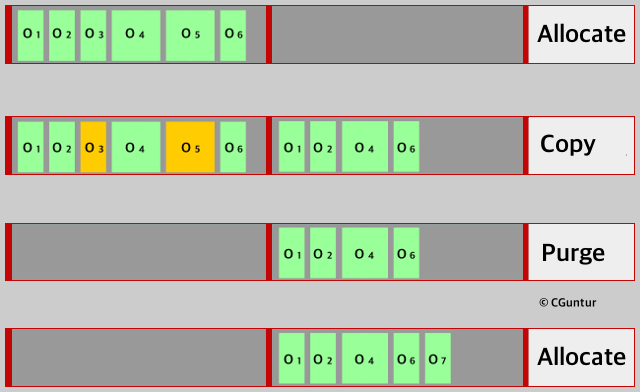 O 1 O 2 O 3 O 4 O 5 O 6 Allocate
O 1 O 2 O 3 O 4 O 5 O 6 O 1 O 2 O 4 O 6 Copy
O 1 O 2 O 4 O 6 Purge
© CGuntur
O 1 O 2 O 4 O 6 O 7 Allocate